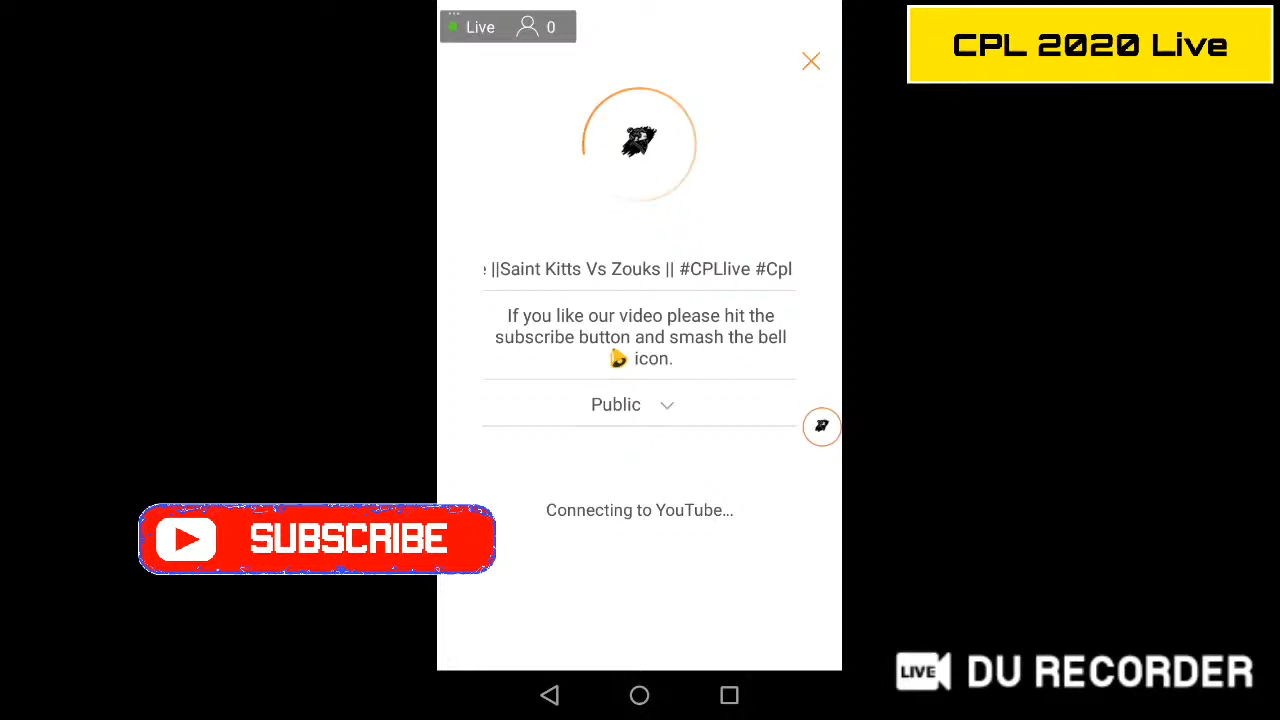 Live 0
CPL 2020 Live
||Saint Kitts Vs Zouks || #CPLlive #Cpl
If you like our video please hit the
subscribe button and smash the bell
🔔 icon.
Public
Connecting to YouTube...
SUBSCRIBE
LIVE DU RECORDER